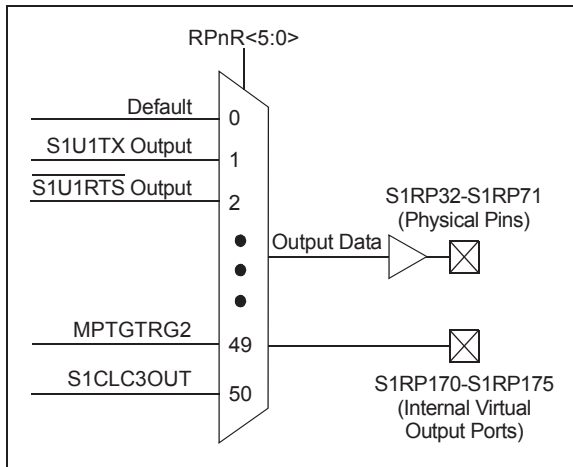 RPnR<5:0>
Default
0
S1U1TX Output
1
S1U1RTS Output
2
S1RP32-S1RP71
(Physical Pins)
Output Data
MPTGTRG2
49
S1CLC3OUT
50
S1RP170-S1RP175
(Internal Virtual
Output Ports)